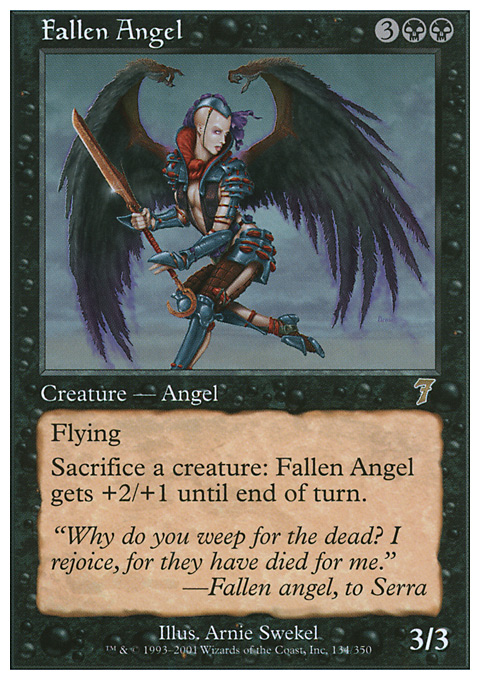 Fallen Angel 3
Creature — Angel 7
Flying
Sacrifice a creature: Fallen Angel
gets +2/+1 until end of turn.
“Why do you weep for the dead? I
rejoice, for they have died for me.”
—Fallen angel, to Serra
Illus. Arnie Swekel
3/3
™ & © 1993–2001 Wizards of the Coast, Inc. 134/350